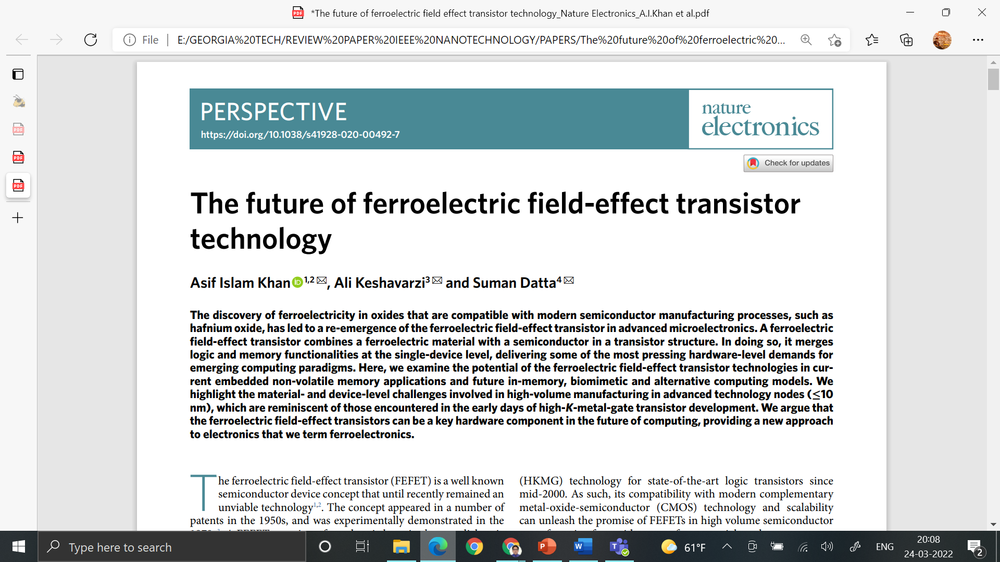 *The future of ferroelectric field effect transistor technology_Nature Electronics_A.I.Khan et al.pdf
File
E:/GEORGIA%20TECH/REVIEW%20PAPER%20IEEE%20NANOTECHNOLOGY/PAPERS/The%20future%20of%20ferroelectric%20...
PERSPECTIVE
https://doi.org/10.1038/s41928-020-00492-7
nature
electronics
Check for updates
The future of ferroelectric field-effect transistor
technology
Asif Islam Khan iD 1,2 ✉, Ali Keshavarzi3 ✉ and Suman Datta4 ✉
The discovery of ferroelectricity in oxides that are compatible with modern semiconductor manufacturing processes, such as
hafnium oxide, has led to a re-emergence of the ferroelectric field-effect transistor in advanced microelectronics. A ferroelectric
field-effect transistor combines a ferroelectric material with a semiconductor in a transistor structure. In doing so, it merges
logic and memory functionalities at the single-device level, delivering some of the most pressing hardware-level demands for
emerging computing paradigms. Here, we examine the potential of the ferroelectric field-effect transistor technologies in cur-
rent embedded non-volatile memory applications and future in-memory, biomimetic and alternative computing models. We
highlight the material- and device-level challenges involved in high-volume manufacturing in advanced technology nodes (≤10
nm), which are reminiscent of those encountered in the early days of high-K-metal-gate transistor development. We argue that
the ferroelectric field-effect transistors can be a key hardware component in the future of computing, providing a new approach
to electronics that we term ferroelectronics.
The ferroelectric field-effect transistor (FEFET) is a well known
semiconductor device concept that until recently remained an
unviable technology1,2. The concept appeared in a number of
patents in the 1950s, and was experimentally demonstrated in the
(HKMG) technology for state-of-the-art logic transistors since
mid-2000. As such, its compatibility with modern complementary
metal-oxide-semiconductor (CMOS) technology and scalability
can unleash the promise of FEFETs in high volume semiconductor
Type here to search
61°F
ENG
20:08
24-03-2022
2